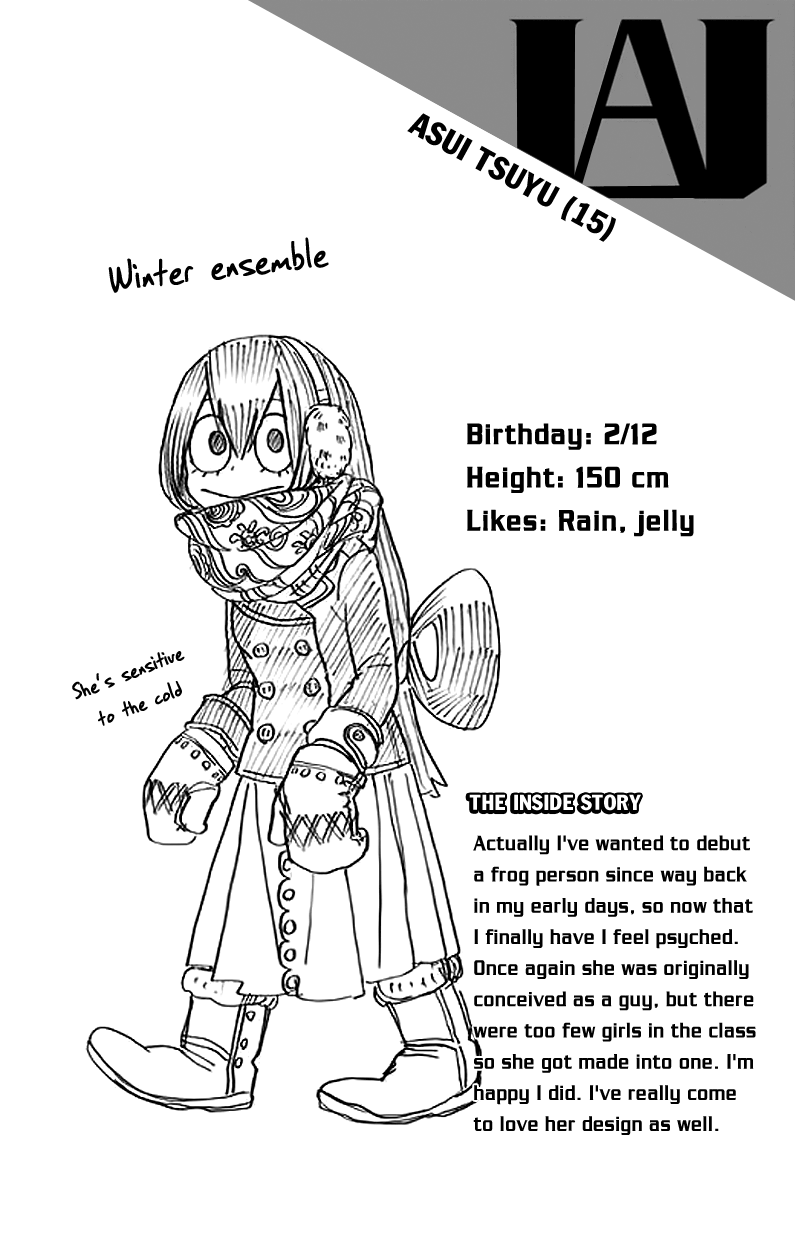 UA
ASUI TSUYU (15)
Winter ensemble
Birthday: 2/12
Height: 150 cm
Likes: Rain, jelly
She's sensitive
to the cold
THE INSIDE STORY
Actually I've wanted to debut
a frog person since way back
in my early days, so now that
I finally have I feel psyched.
Once again she was originally
conceived as a guy, but there
were too few girls in the class
so she got made into one. I'm
happy I did. I've really come
to love her design as well.